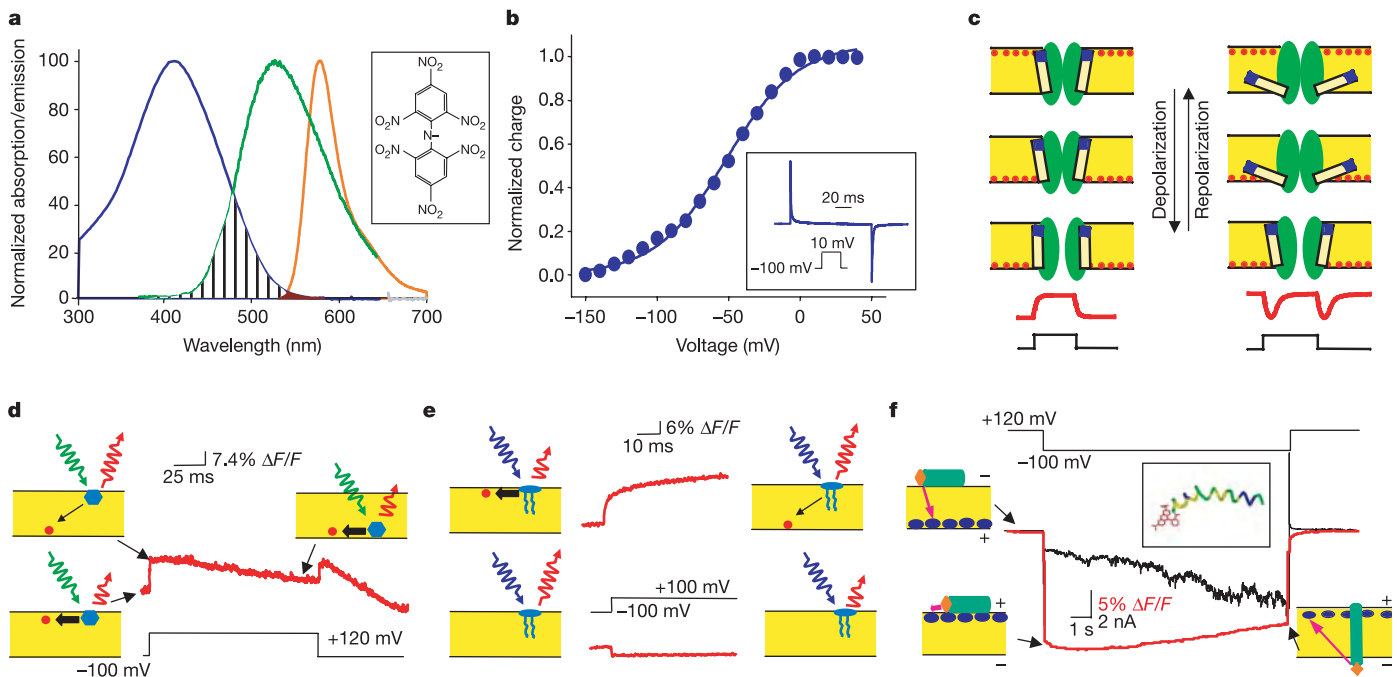 a
Normalized absorption/emission
100
80
60
40
20
0
300
400
500
600
700
Wavelength (nm)
NO2
O2N
NO2
N–
O2N
NO2
NO2
b
Normalized charge
1.0
0.8
0.6
0.4
0.2
0.0
−150
−100
−50
0
50
Voltage (mV)
20 ms
10 mV
−100 mV
c
Depolarization
Repolarization
d
7.4% ΔF/F
25 ms
−100 mV
+120 mV
e
6% ΔF/F
10 ms
+100 mV
−100 mV
f
+120 mV
−100 mV
−
+
+
−
5% ΔF/F
1 s
2 nA
+
−